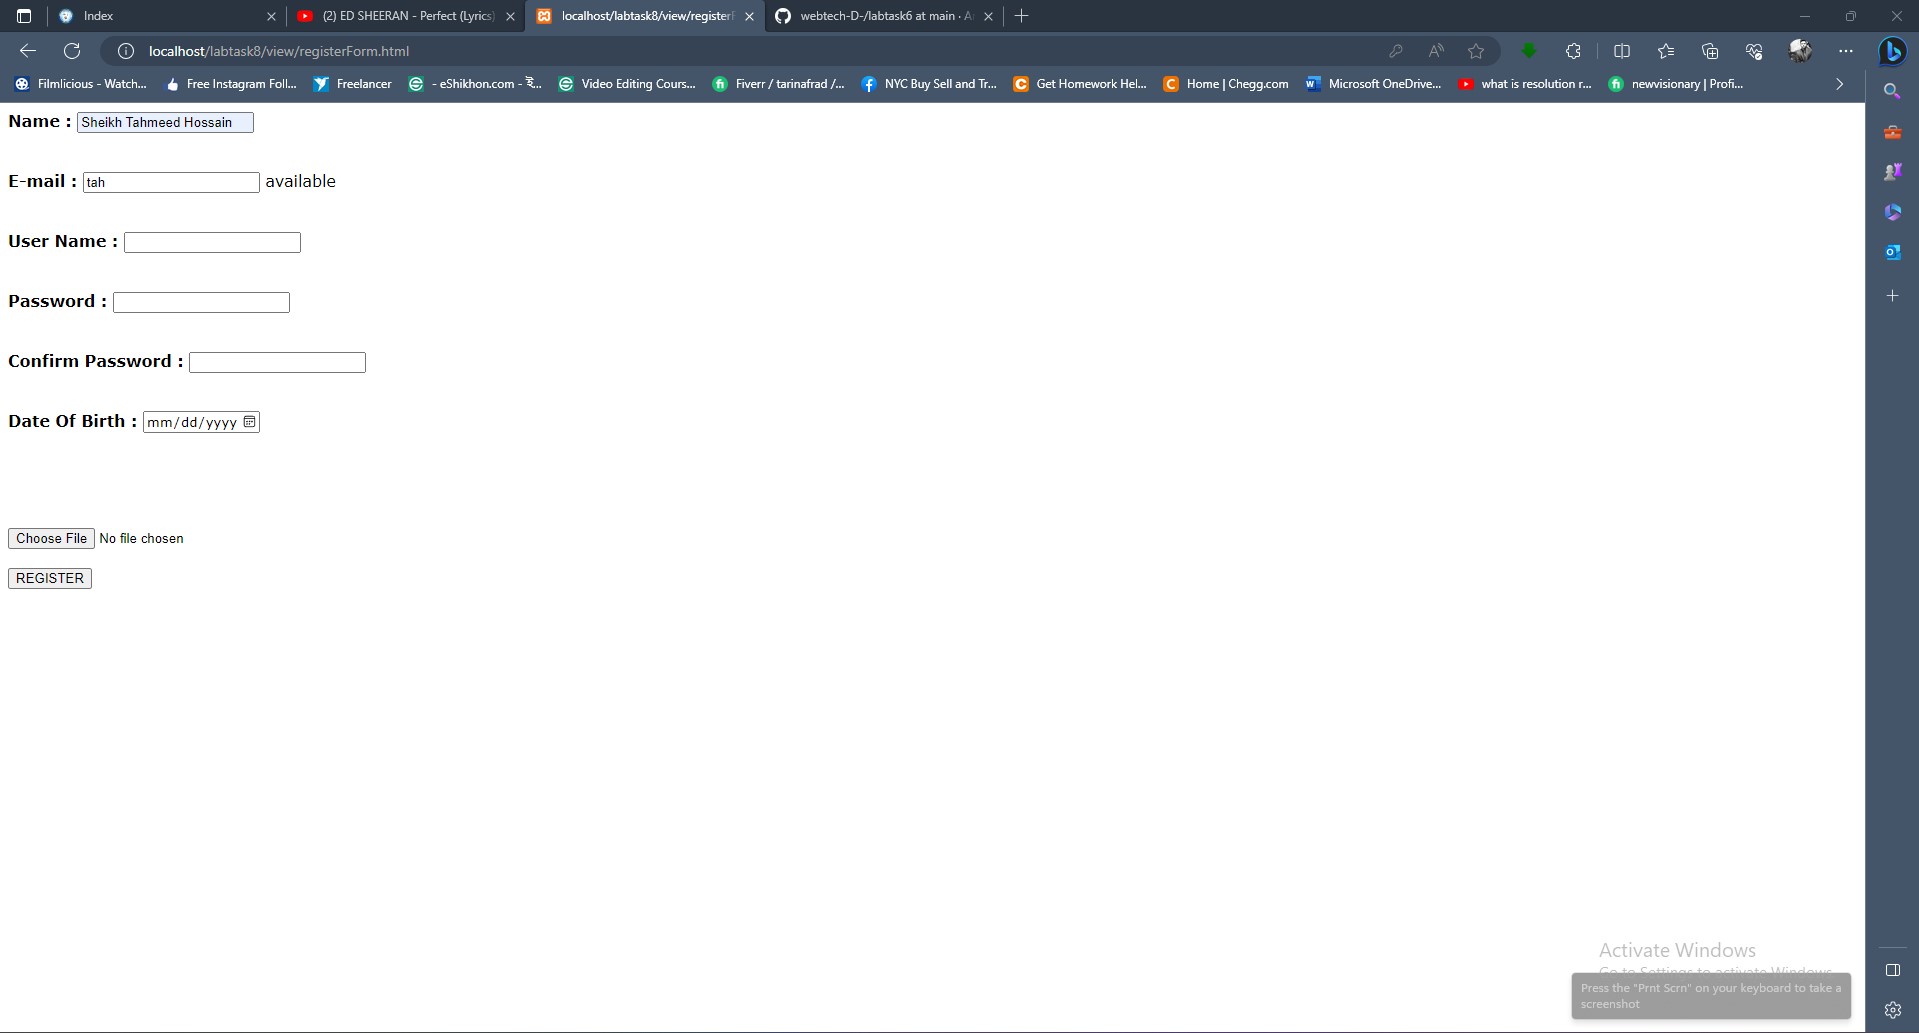 Index
(2) ED SHEERAN - Perfect (Lyrics)
localhost/labtask8/view/registerF
webtech-D-/labtask6 at main · A
localhost/labtask8/view/registerForm.html
Filmlicious - Watch...
Free Instagram Foll...
Freelancer
- eShikhon.com - ই...
Video Editing Cours...
Fiverr / tarinafrad /...
NYC Buy Sell and Tr...
Get Homework Hel...
Home | Chegg.com
Microsoft OneDrive...
what is resolution r...
newvisionary | Profi...
Name : Sheikh Tahmeed Hossain
E-mail : tah available
User Name :
Password :
Confirm Password :
Date Of Birth : mm/dd/yyyy
Choose File No file chosen
REGISTER
Activate Windows
Go to Settings to activate Windows.
Press the "Prnt Scrn" on your keyboard to take a
screenshot